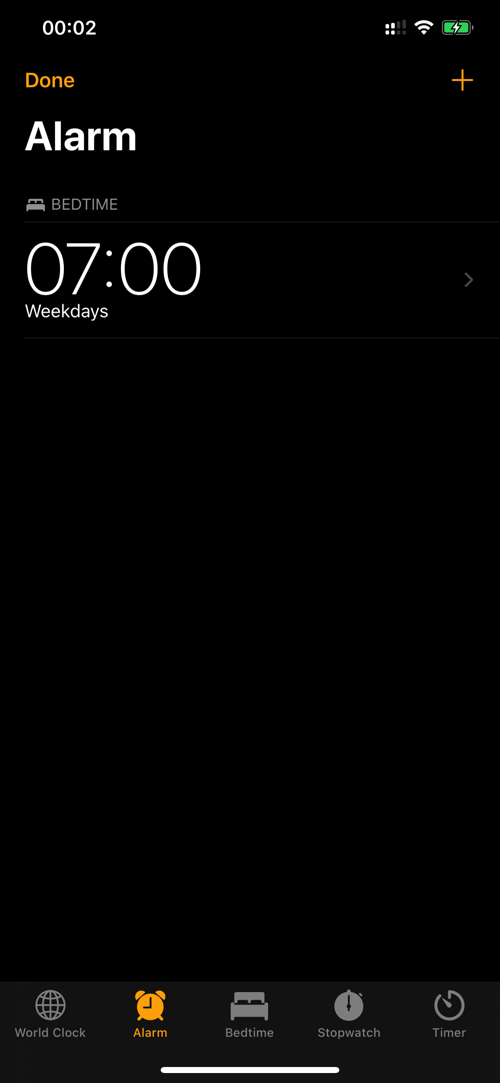 00:02
Done
Alarm
BEDTIME
07:00
Weekdays
World Clock Alarm Bedtime Stopwatch Timer